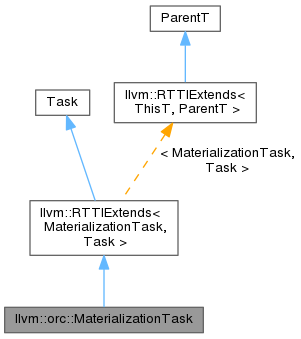 ParentT
Task
llvm::RTTIExtends<
ThisT, ParentT >
< MaterializationTask,
Task >
llvm::RTTIExtends<
MaterializationTask,
Task >
llvm::orc::MaterializationTask